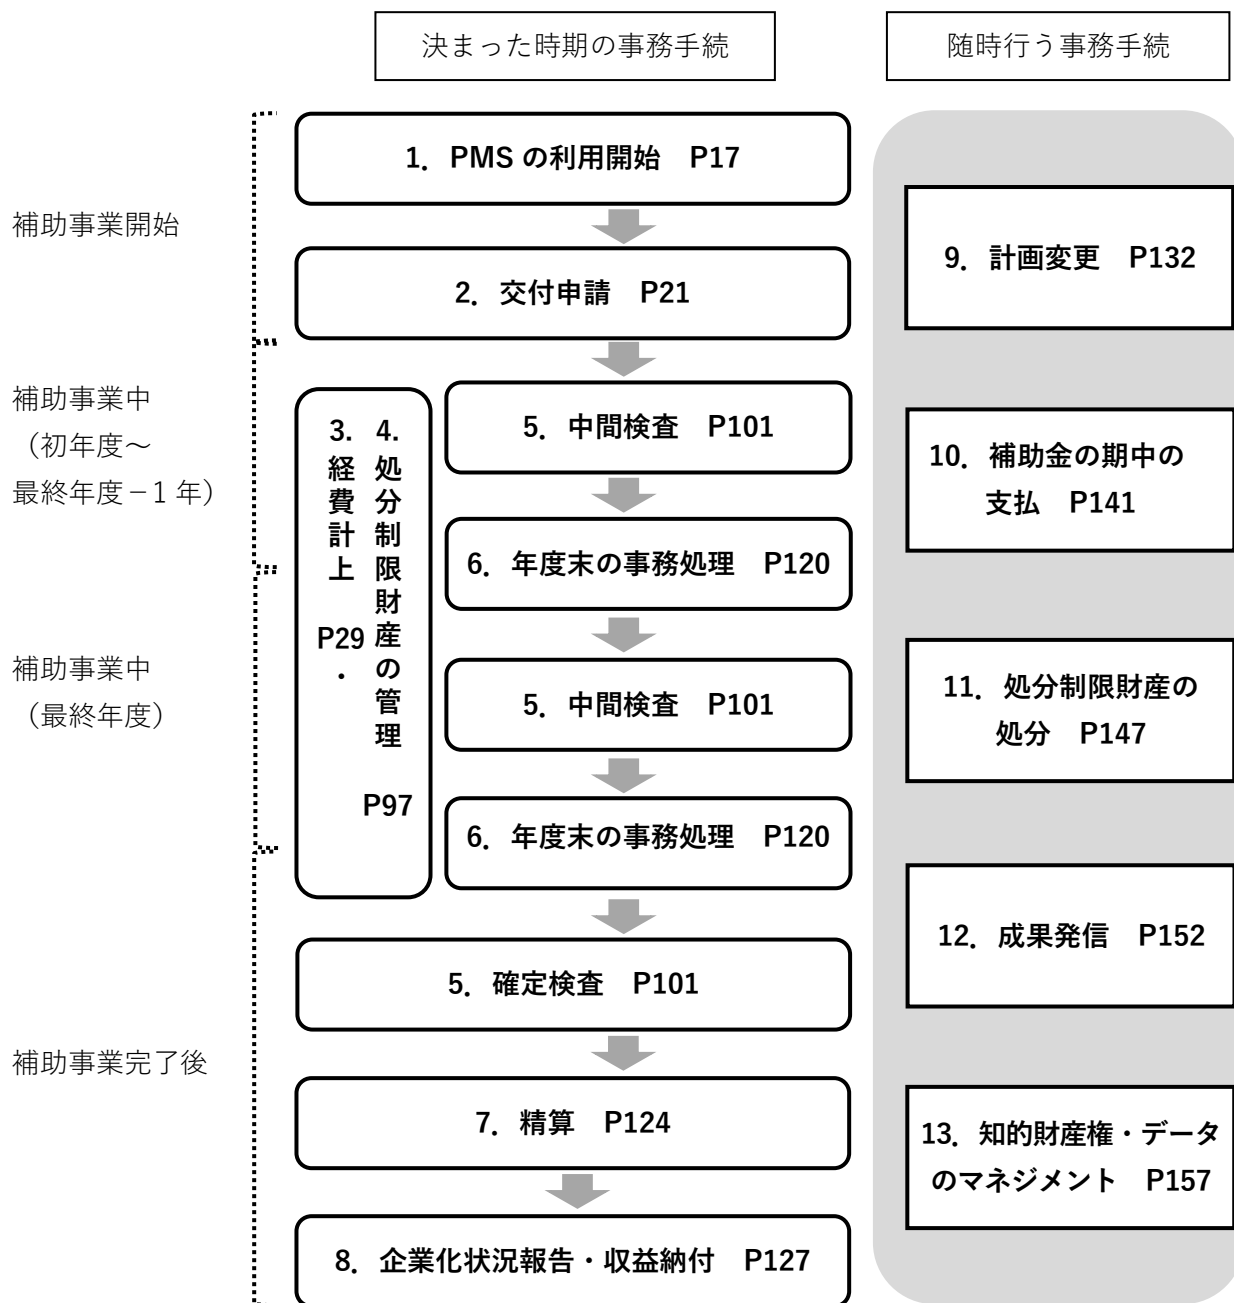 決まった時期の事務手続
随時行う事務手続
補助事業開始
1．PMS の利用開始　P17
2．交付申請　P21
補助事業中
（初年度～
最終年度－1 年）
3．経費計上　P29・
4．処分制限財産の管理　P97
5．中間検査　P101
6．年度末の事務処理　P120
補助事業中
（最終年度）
5．中間検査　P101
6．年度末の事務処理　P120
補助事業完了後
5．確定検査　P101
7．精算　P124
8．企業化状況報告・収益納付　P127
9．計画変更　P132
10．補助金の期中の
支払　P141
11．処分制限財産の
処分　P147
12．成果発信　P152
13．知的財産権・データ
のマネジメント　P157